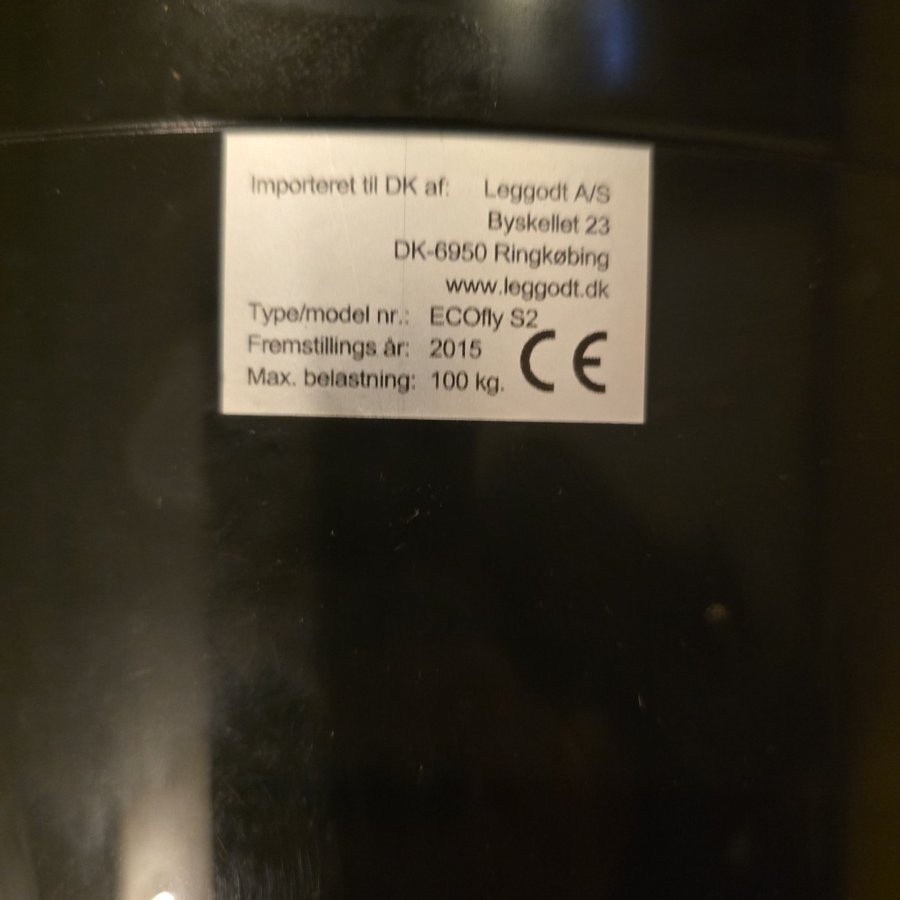 Importeret til DK af: Leggodt A/S
Byskellet 23
DK-6950 Ringkøbing
www.leggodt.dk
Type/model nr.: ECOfly S2
Fremstillings år: 2015
Max. belastning: 100 kg.
CE